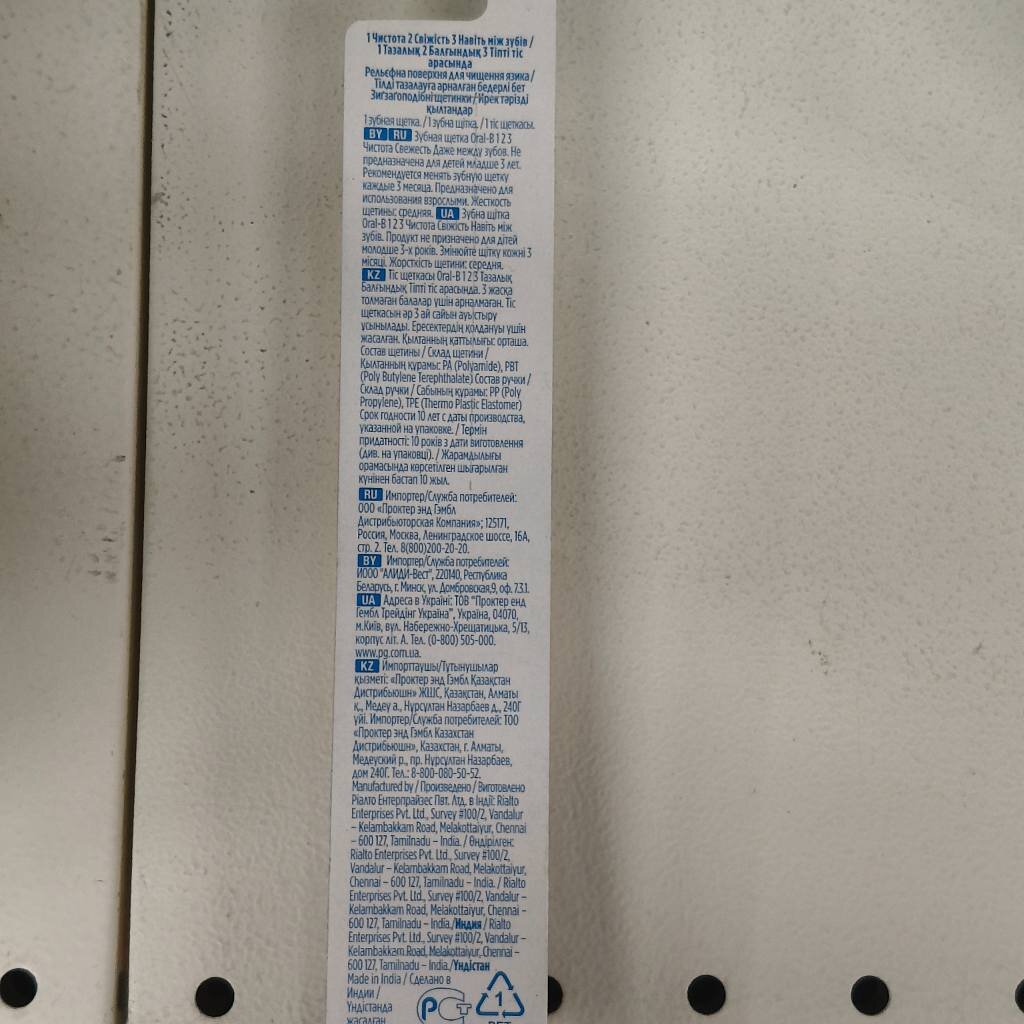 1 Чистота 2 Свіжість 3 Навіть між зубів /
1 Тазалық 2 Балғындық 3 Тіпті тіс
арасында
Рельєфна поверхня для чищення язика /
Тілді тазалауға арналған бедерлі бет
Зиґзаґоподібні щетинки / Ирек тәрізді
қылтандар
1 зубная щетка. / 1 зубна щітка. / 1 тіс щеткасы.
BY RU Зубная щетка Oral-B 1 2 3
Чистота Свежесть Даже между зубов. Не
предназначена для детей младше 3 лет.
Рекомендуется менять зубную щетку
каждые 3 месяца. Предназначено для
использования взрослыми. Жесткость
щетины: средняя. UA Зубна щітка
Oral-B 1 2 3 Чистота Свіжість Навіть між
зубів. Продукт не призначено для дітей
молодше 3-х років. Змінюйте щітку кожні 3
місяці. Жорсткість щетини: середня.
KZ Тіс щеткасы Oral-B 1 2 3 Тазалық
Балғындық Тіпті тіс арасында. 3 жасқа
толмаған балалар үшін арналмаған. Тіс
щеткасын әр 3 ай сайын ауыстыру
ұсынылады. Ересектердің қолдануы үшін
жасалған. Қылтанның қаттылығы: орташа.
Состав щетины / Склад щетини /
Қылтанның құрамы: PA (Polyamide), PBT
(Poly Butylene Terephthalate) Состав ручки /
Склад ручки / Сабының құрамы: PP (Poly
Propylene), TPE (Thermo Plastic Elastomer)
Срок годности 10 лет с даты производства,
указанной на упаковке. / Термін
придатності: 10 років з дати виготовлення
(див. на упаковці). / Жарамдылығы
орамасында көрсетілген шығарылған
күнінен бастап 10 жыл.
RU Импортер/Служба потребителей:
ООО «Проктер энд Гэмбл
Дистрибьюторская Компания»; 125171,
Россия, Москва, Ленинградское шоссе, 16А,
стр. 2. Тел. 8(800)200-20-20.
BY Импортер/Служба потребителей:
ИООО "АЛИДИ-Вест", 220140, Республика
Беларусь, г. Минск, ул. Домбровская,9, оф. 7.3.1.
UA Адреса в Україні: ТОВ "Проктер енд
Гембл Трейдінг Україна", Україна, 04070,
м.Київ, вул. Набережно-Хрещатицька, 5/13,
корпус літ. А. Тел. (0-800) 505-000.
www.pg.com.ua.
KZ Импорттаушы/Тұтынушылар
қызметі: «Проктер энд Гэмбл Қазақстан
Дистрибьюшн» ЖШС, Қазақстан, Алматы
қ., Медеу а., Нұрсұлтан Назарбаев д., 240Г
үйі. Импортер/Служба потребителей: ТОО
«Проктер энд Гэмбл Казахстан
Дистрибьюшн», Казахстан, г. Алматы,
Медеуский р., пр. Нурсултан Назарбаев,
дом 240Г. Тел.: 8-800-080-50-52.
Manufactured by / Произведено / Виготовлено
Ріалто Ентерпрайзес Пвт. Лтд. в Індії: Rialto
Enterprises Pvt. Ltd., Survey #100/2, Vandalur
– Kelambakkam Road, Melakottaiyur, Chennai
– 600 127, Tamilnadu – India. / Өндірілген:
Rialto Enterprises Pvt. Ltd., Survey #100/2,
Vandalur – Kelambakkam Road, Melakottaiyur,
Chennai – 600 127, Tamilnadu – India. / Rialto
Enterprises Pvt. Ltd., Survey #100/2, Vandalur –
Kelambakkam Road, Melakottaiyur, Chennai –
600 127, Tamilnadu – India./Индия / Rialto
Enterprises Pvt. Ltd., Survey #100/2, Vandalur –
Kelambakkam Road, Melakottaiyur, Chennai –
600 127, Tamilnadu – India./Үндістан
Made in India / Сделано в
Индии /
Үндістанда
жасалған
РСТ
1
PET